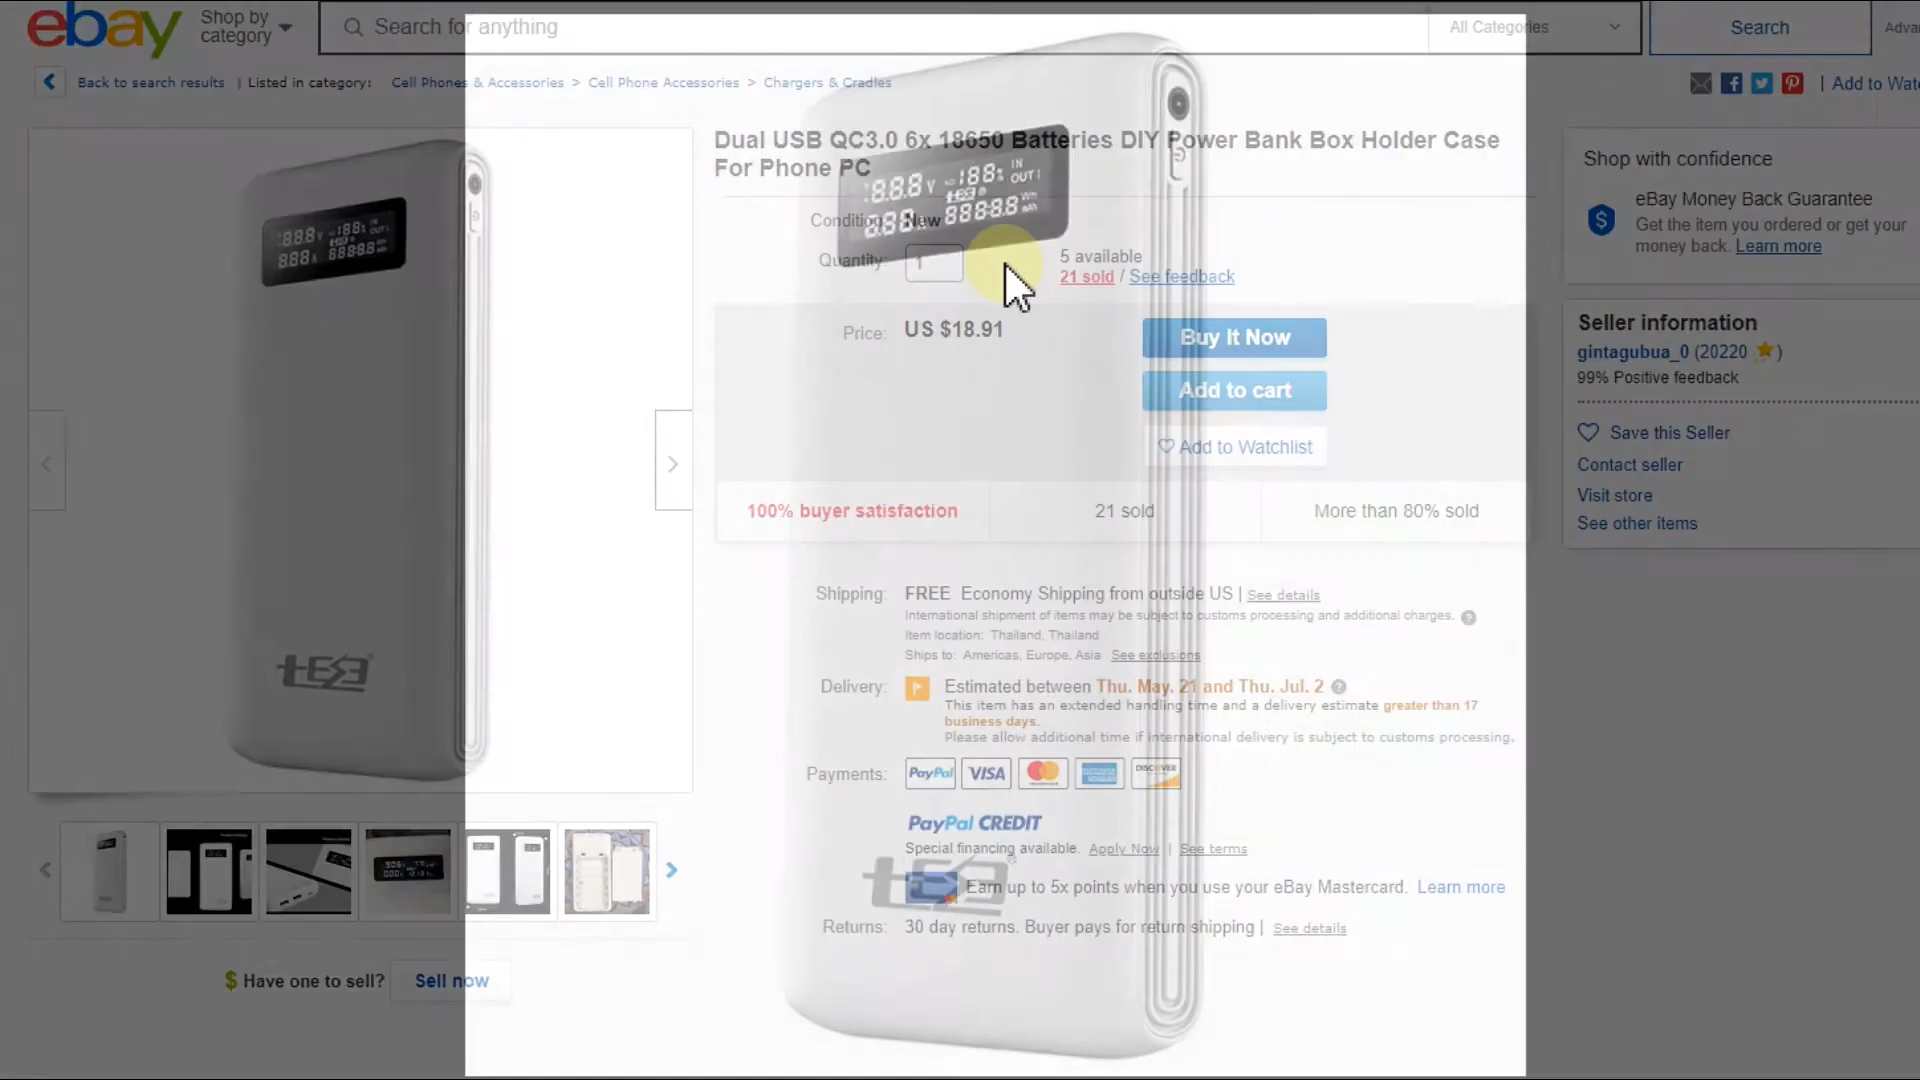 ebay
Shop by
category
Search for anything
All Categories
Search
Back to search results
| Listed in category:
Cell Phones & Accessories > Cell Phone Accessories > Chargers & Cradles
| Add to
Dual USB QC3.0 6x 18650 Batteries DIY Power Bank Box Holder Case
For Phone PC
Condition: New
Quantity: 1
5 available
21 sold / See feedback
Price: US $18.91
Buy It Now
Add to cart
Add to Watchlist
100% buyer satisfaction
21 sold
More than 80% sold
Shipping: FREE Economy Shipping from outside US | See details
International shipment of items may be subject to customs processing and additional charges.
Item location: Thailand, Thailand
Ships to: Americas, Europe, Asia See exclusions
Delivery: Estimated between Thu. May. 21 and Thu. Jul. 2
This item has an extended handling time and a delivery estimate greater than 17
business days.
Please allow additional time if international delivery is subject to customs processing.
Payments: PayPal VISA DISCOVER
PayPal CREDIT
Special financing available. Apply Now | See terms
Earn up to 5x points when you use your eBay Mastercard. Learn more
Returns: 30 day returns. Buyer pays for return shipping | See details
Shop with confidence
eBay Money Back Guarantee
Get the item you ordered or get your
money back. Learn more
Seller information
gintagubua_0 (20220 )
99% Positive feedback
Save this Seller
Contact seller
Visit store
See other items
$ Have one to sell? Sell now